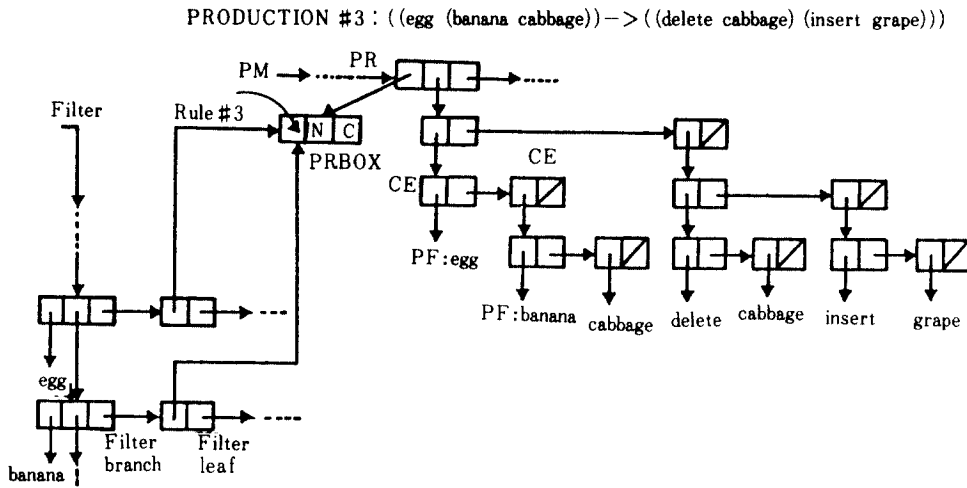 PRODUCTION #3 : ((egg (banana cabbage))—>((delete cabbage) (insert grape)))
PM
PR
Filter
Rule #3
N C
PRBOX
CE
CE
PF:egg
PF:banana
cabbage
delete
cabbage
insert
grape
egg
banana
Filter
branch
Filter
leaf